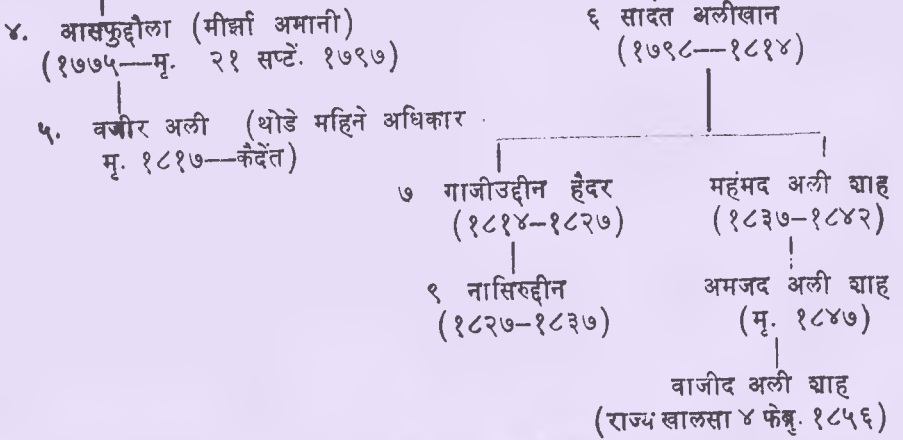 ४. आसफुद्दौला (मीर्झा अमानी)
(१७७५—मृ. २१ सप्टें. १७९७)
५. वजीर अली (थोडे महिने अधिकार
मृ. १८१७—कैदेंत)
६ सादत अलीखान
(१७९८—१८१४)
७ गाजीउद्दीन हैदर
(१८१४–१८२७)
महंमद अली शाह
(१८३७–१८४२)
९ नासिरुद्दीन
(१८२७–१८३७)
अमजद अली शाह
(मृ. १८४७)
वाजीद अली शाह
(राज्य खालसा ४ फेब्रु. १८५६)